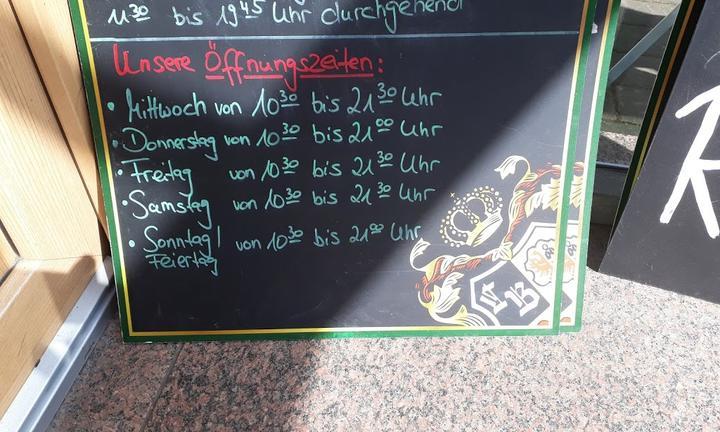 11³⁰ bis 19⁴⁵ Uhr durchgehend
Unsere Öffnungszeiten:
• Mittwoch von 10³⁰ bis 21³⁰ Uhr
• Donnerstag von 10³⁰ bis 21⁰⁰ Uhr
• Freitag von 10³⁰ bis 21³⁰ Uhr
• Samstag von 10³⁰ bis 21³⁰ Uhr
• Sonntag/ von 10³⁰ bis 21⁰⁰ Uhr
Feiertag